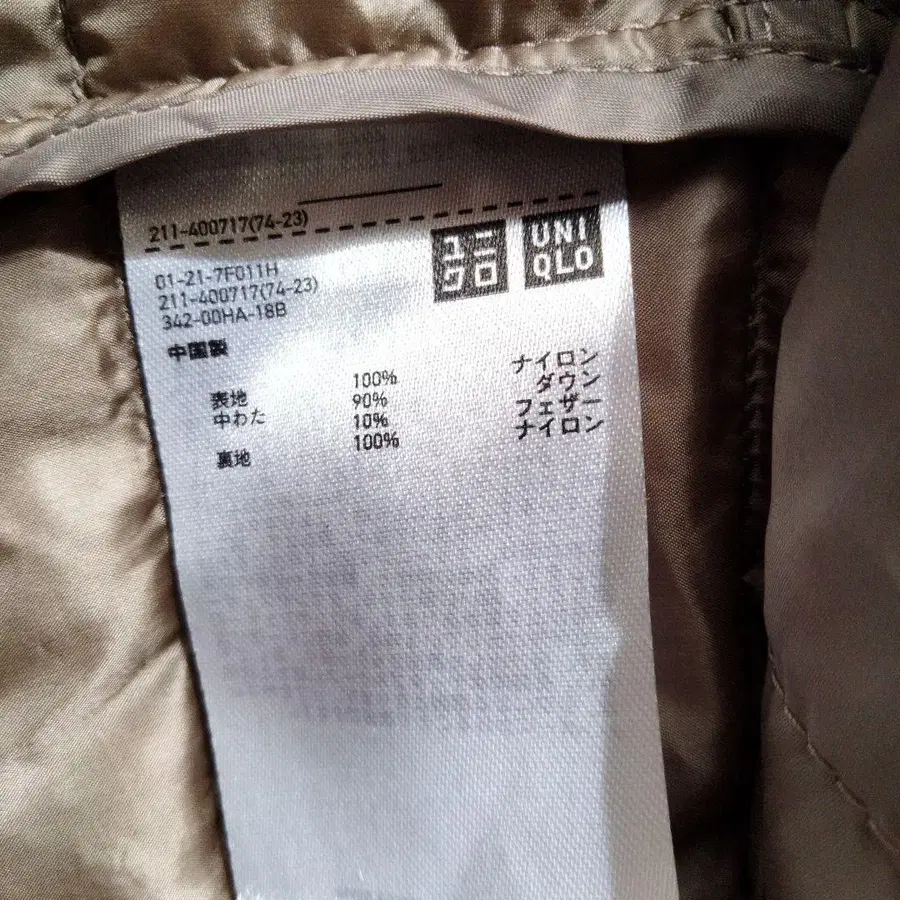 211-400717(74-23)
ユニ
クロ
UNI
QLO
01-21-7F011H
211-400717(74-23)
342-00HA-18B
中国製
表地 100% ナイロン
中わた 90% ダウン
10% フェザー
裏地 100% ナイロン